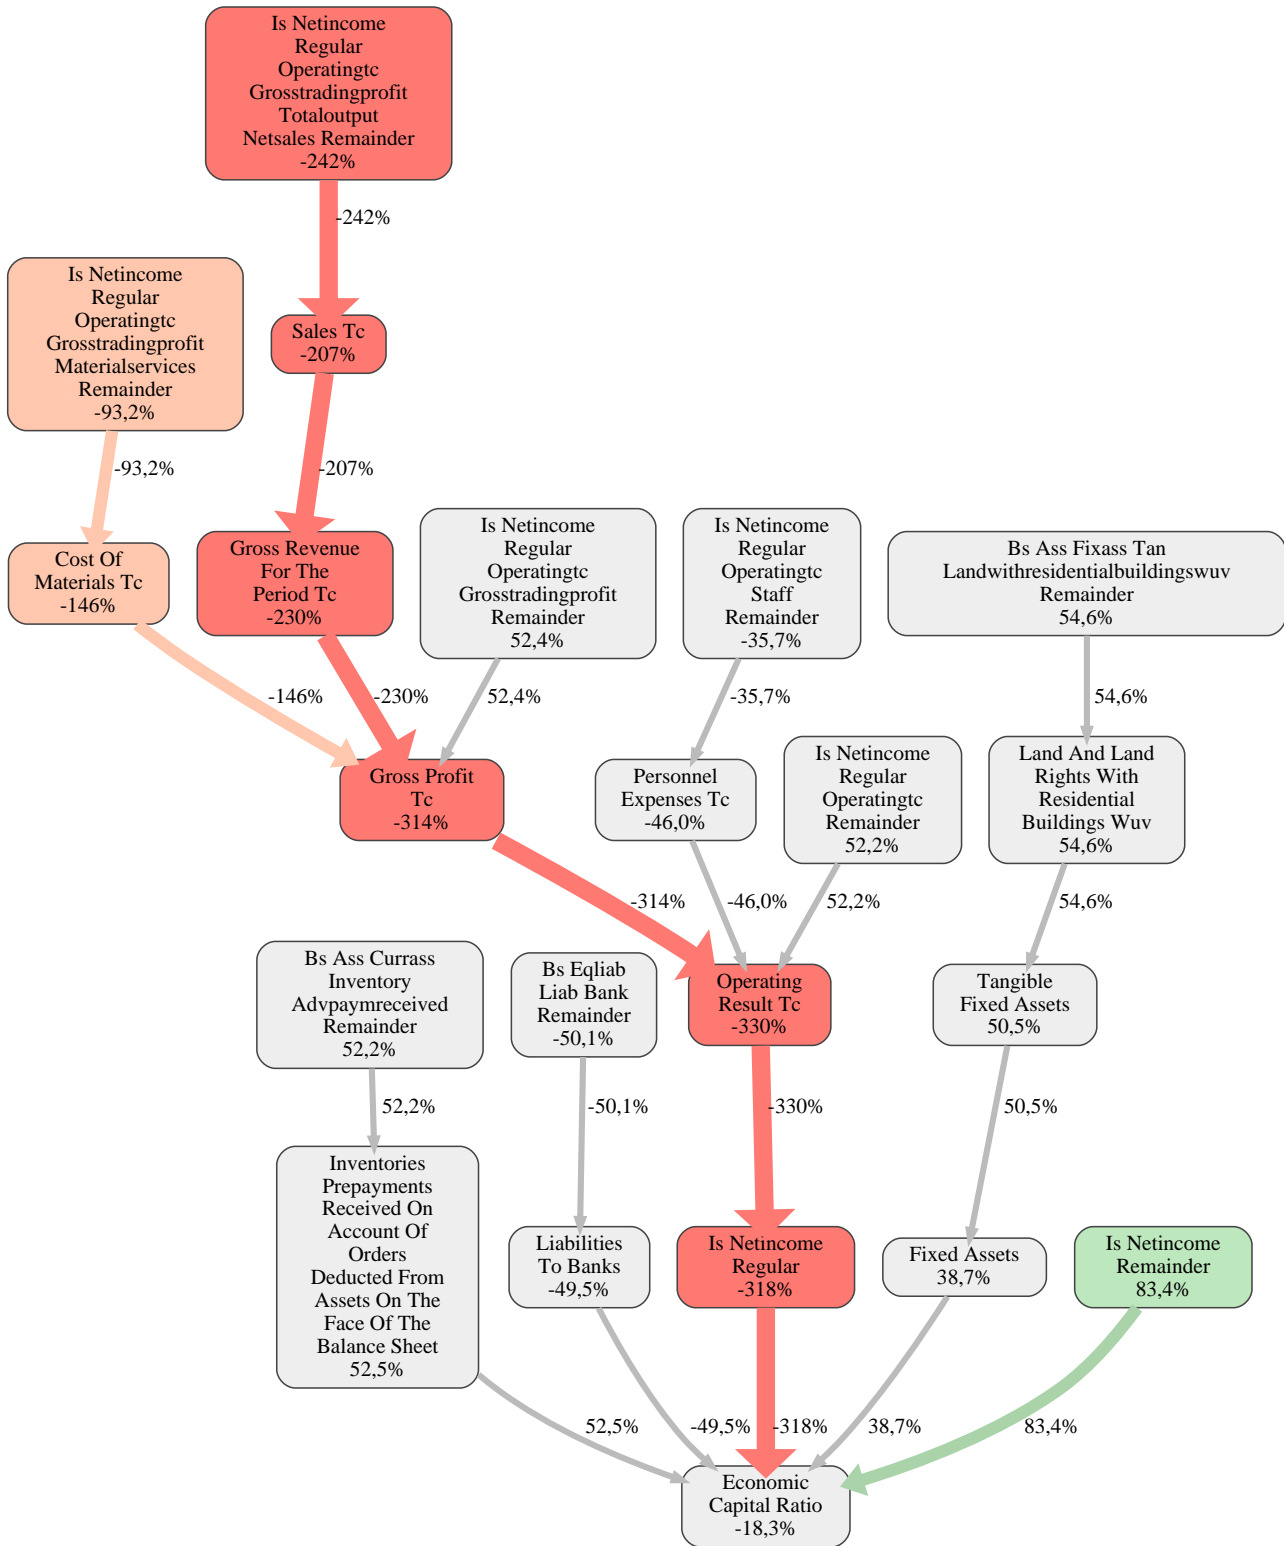 Is Netincome
Regular
Operatingtc
Grosstradingprofit
Totaloutput
Netsales Remainder
-242%
-242%
Is Netincome
Regular
Operatingtc
Grosstradingprofit
Materialservices
Remainder
-93,2%
Sales Tc
-207%
-93,2%
-207%
Cost Of
Materials Tc
-146%
Gross Revenue
For The
Period Tc
-230%
Is Netincome
Regular
Operatingtc
Grosstradingprofit
Remainder
52,4%
Is Netincome
Regular
Operatingtc
Staff
Remainder
-35,7%
Bs Ass Fixass Tan
Landwithresidentialbuildingswuv
Remainder
54,6%
-146%
-230%
52,4%
-35,7%
54,6%
Gross Profit
Tc
-314%
Personnel
Expenses Tc
-46,0%
Is Netincome
Regular
Operatingtc
Remainder
52,2%
Land And Land
Rights With
Residential
Buildings Wuv
54,6%
-314%
-46,0%
52,2%
54,6%
Bs Ass Currass
Inventory
Advpaymreceived
Remainder
52,2%
Bs Eqliab
Liab Bank
Remainder
-50,1%
Operating
Result Tc
-330%
Tangible
Fixed Assets
50,5%
52,2%
-50,1%
-330%
50,5%
Inventories
Prepayments
Received On
Account Of
Orders
Deducted From
Assets On The
Face Of The
Balance Sheet
52,5%
Liabilities
To Banks
-49,5%
Is Netincome
Regular
-318%
Fixed Assets
38,7%
Is Netincome
Remainder
83,4%
52,5%
-49,5%
-318%
38,7%
83,4%
Economic
Capital Ratio
-18,3%